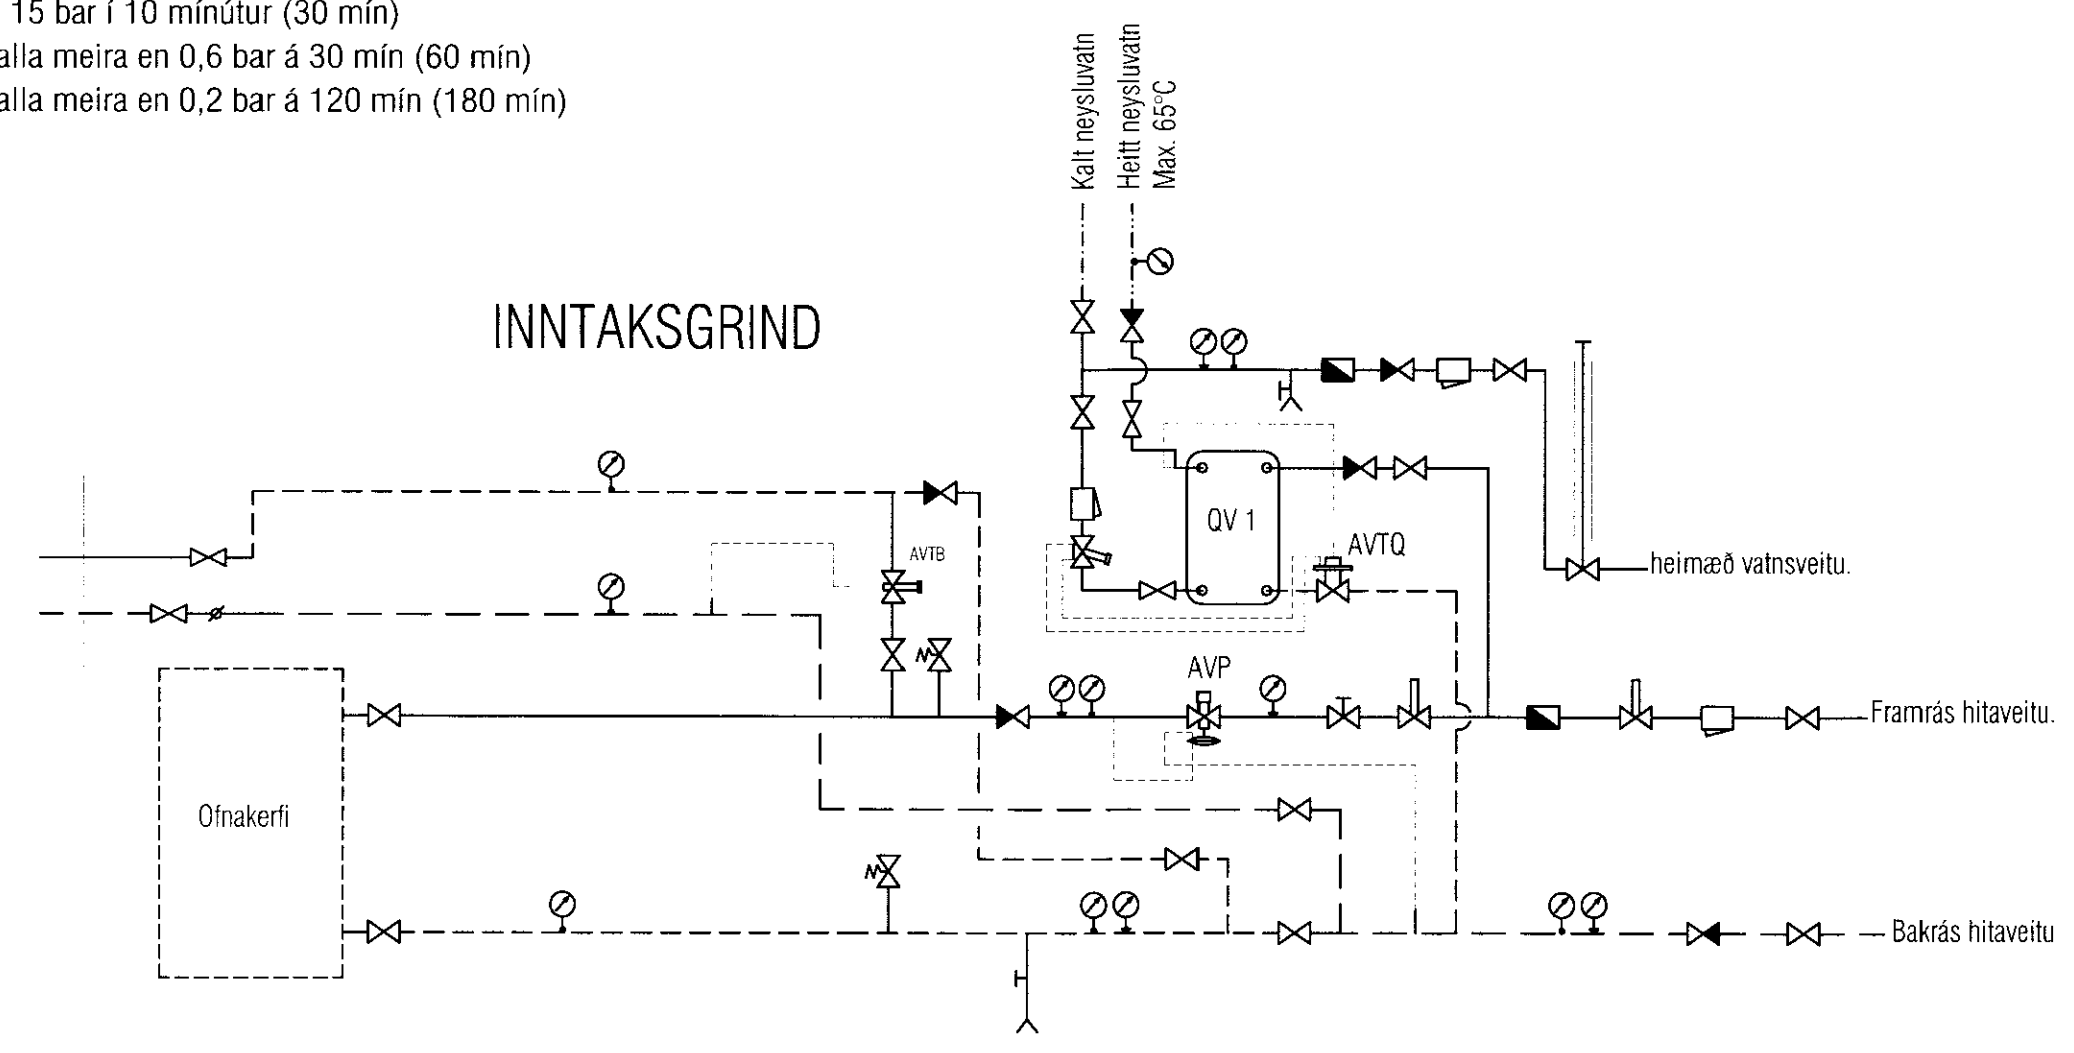 15 bar í 10 mínútur (30 mín)
alla meira en 0,6 bar á 30 mín (60 mín)
alla meira en 0,2 bar á 120 mín (180 mín)
Kalt neysluvatn
Heitt neysluvatn
Max. 65°C
INNTAKSGRIND
QV 1
AVTB
AVTQ
heimæð vatnsveitu.
AVP
Framrás hitaveitu.
Ofnakerfi
Bakrás hitaveitu